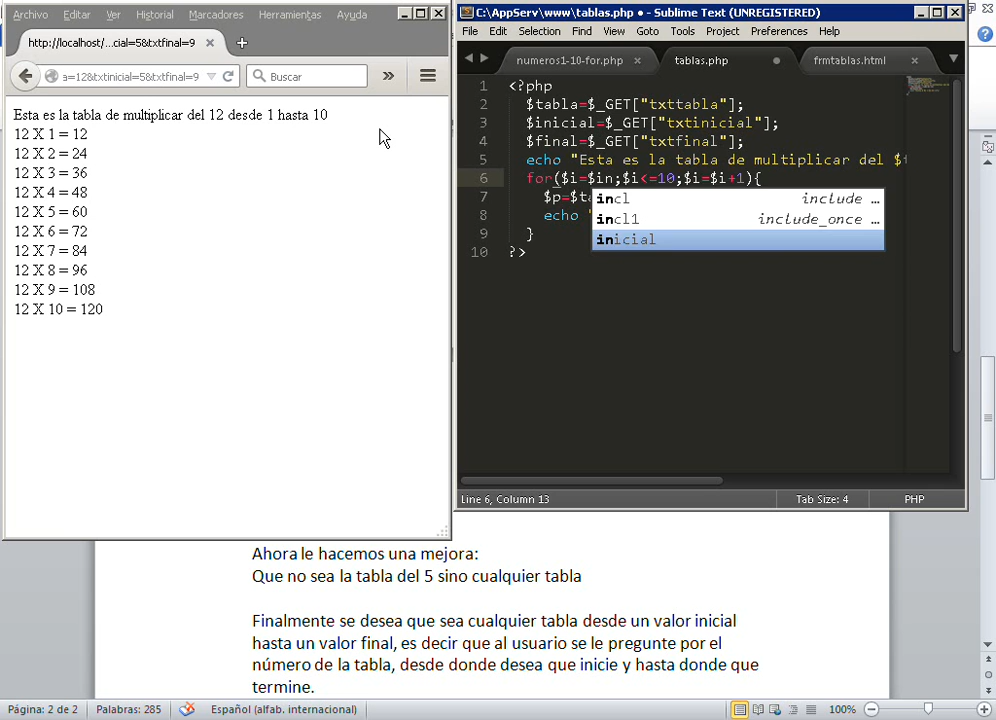 Archivo Editar Ver Historial Marcadores Herramientas Ayuda
http://localhost/...cial=5&txtfinal=9
a=12&txtinicial=5&txtfinal=9 Buscar
Esta es la tabla de multiplicar del 12 desde 1 hasta 10
12 X 1 = 12
12 X 2 = 24
12 X 3 = 36
12 X 4 = 48
12 X 5 = 60
12 X 6 = 72
12 X 7 = 84
12 X 8 = 96
12 X 9 = 108
12 X 10 = 120
C:\AppServ\www\tablas.php • - Sublime Text (UNREGISTERED)
File Edit Selection Find View Goto Tools Project Preferences Help
numeros1-10-for.php tablas.php frmtablas.html
1 <?php
2 $tabla=$_GET["txttabla"];
3 $inicial=$_GET["txtinicial"];
4 $final=$_GET["txtfinal"];
5 echo "Esta es la tabla de multiplicar del $
6 for($i=$in;$i<=10;$i=$i+1){
7 $p=$ta
8 echo "
9 }
10 ?>
incl include ...
incl1 include_once ...
inicial
Line 6, Column 13 Tab Size: 4 PHP
Ahora le hacemos una mejora:
Que no sea la tabla del 5 sino cualquier tabla
Finalmente se desea que sea cualquier tabla desde un valor inicial
hasta un valor final, es decir que al usuario se le pregunte por el
número de la tabla, desde donde desea que inicie y hasta donde que
termine.
Página: 2 de 2 Palabras: 285 Español (alfab. internacional) 100%